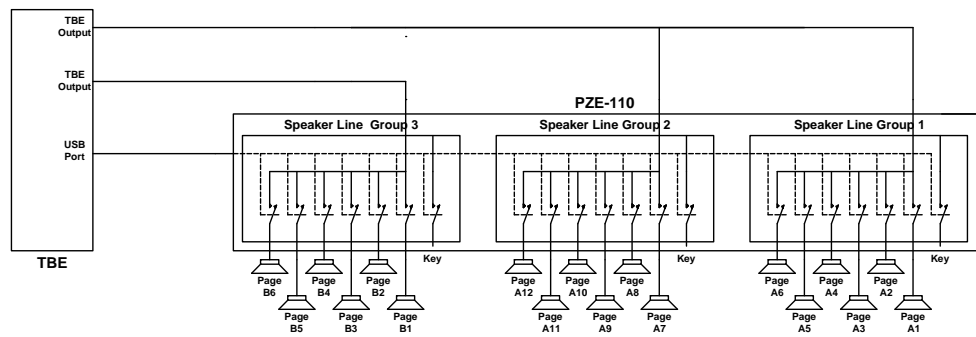 TBE
Output
TBE
Output
USB
Port
TBE
PZE-110
Speaker Line Group 3
Speaker Line Group 2
Speaker Line Group 1
Key
Key
Key
Page
B6
Page
B5
Page
B4
Page
B3
Page
B2
Page
B1
Page
A12
Page
A11
Page
A10
Page
A9
Page
A8
Page
A7
Page
A6
Page
A5
Page
A4
Page
A3
Page
A2
Page
A1